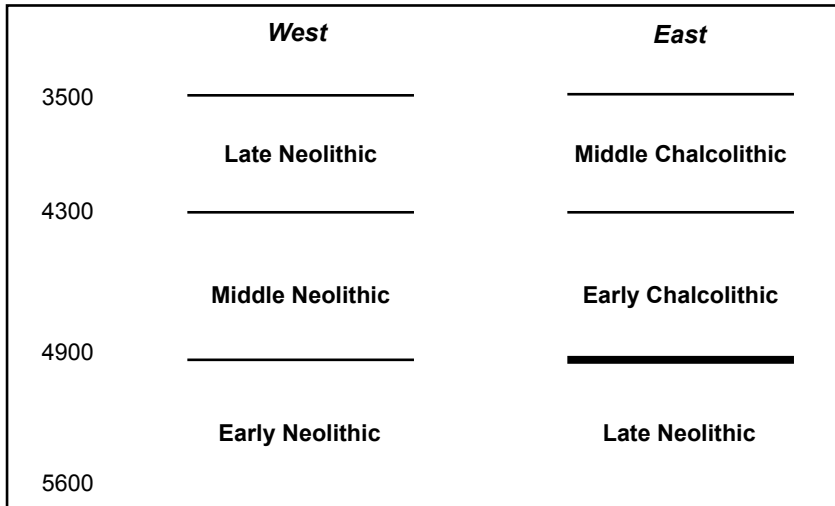 West East
3500
Late Neolithic Middle Chalcolithic
4300
Middle Neolithic Early Chalcolithic
4900
Early Neolithic Late Neolithic
5600